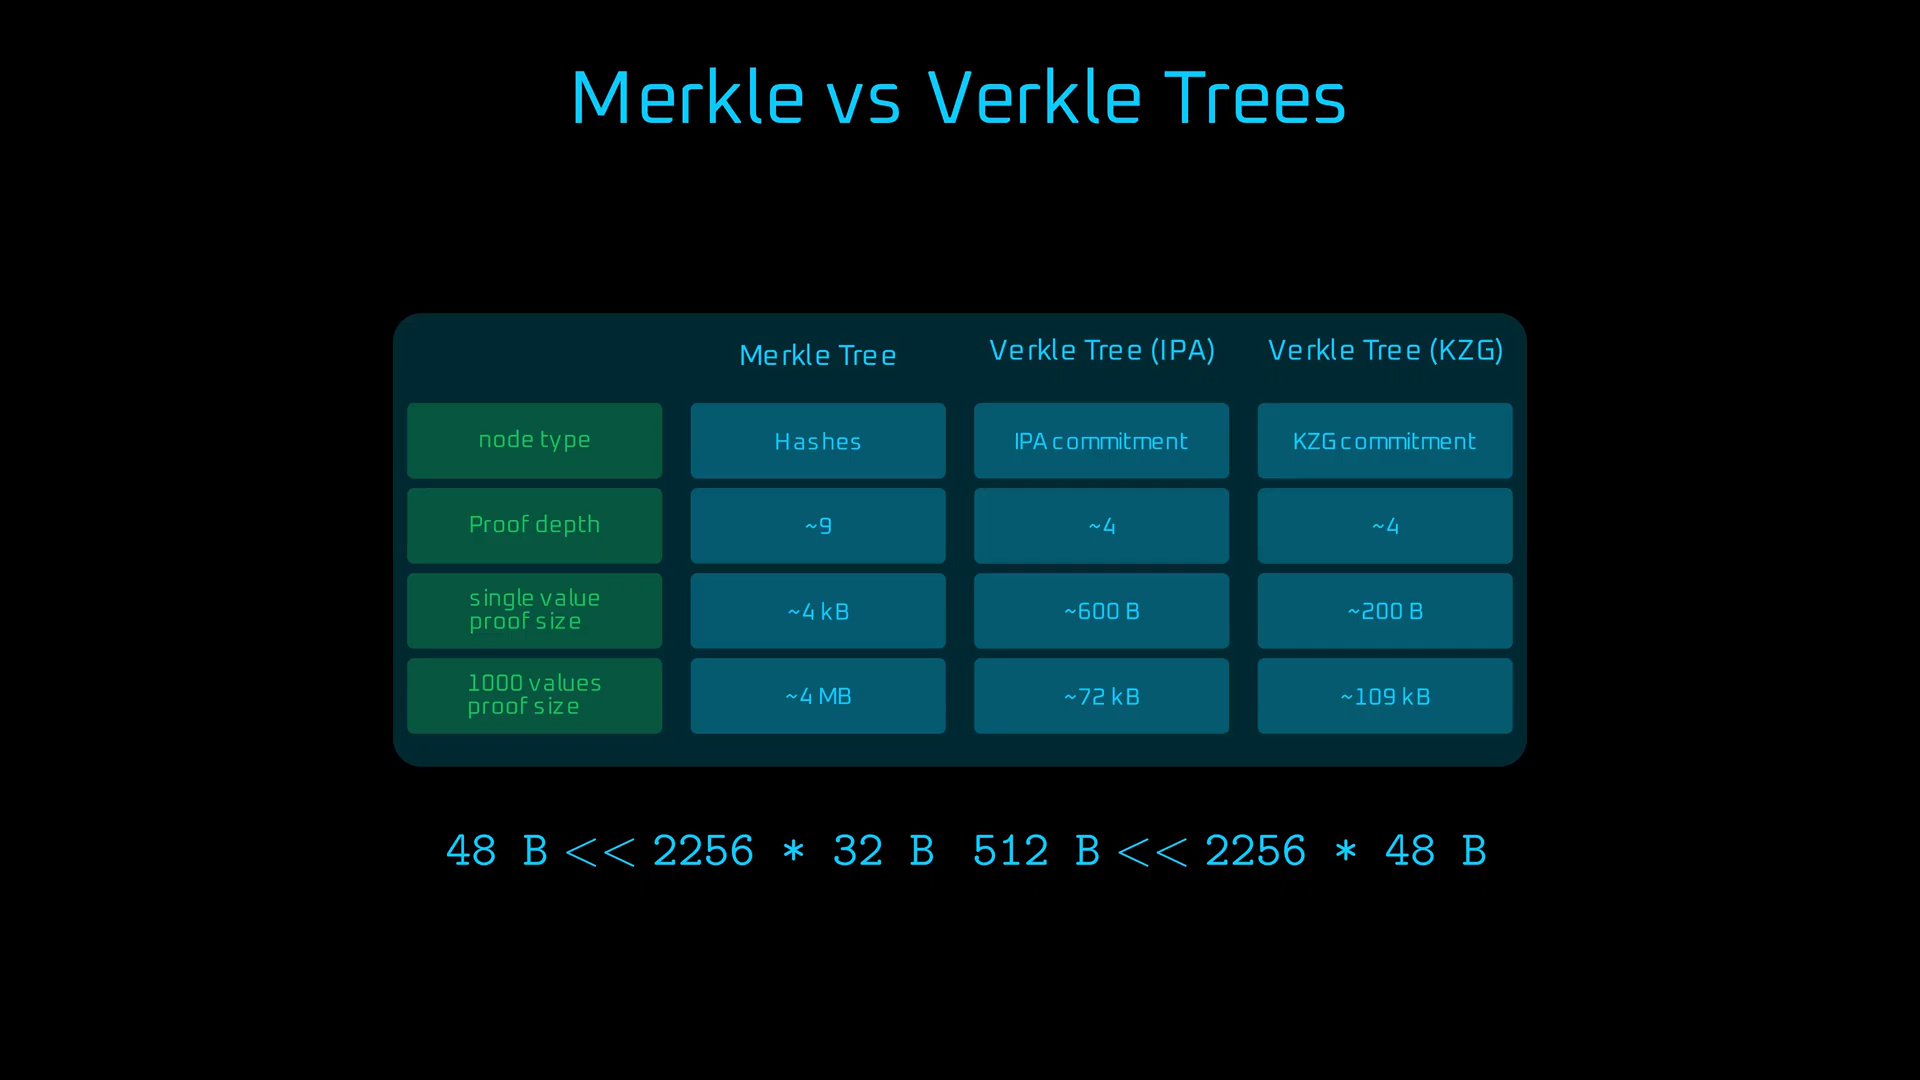 Merkle vs Verkle Trees
Merkle Tree Verkle Tree (IPA) Verkle Tree (KZG)
node type Hashes IPA commitment KZG commitment
Proof depth ~9 ~4 ~4
single value
proof size ~4 kB ~600 B ~200 B
1000 values
proof size ~4 MB ~72 kB ~109 kB
48 B << 2256 * 32 B 512 B << 2256 * 48 B